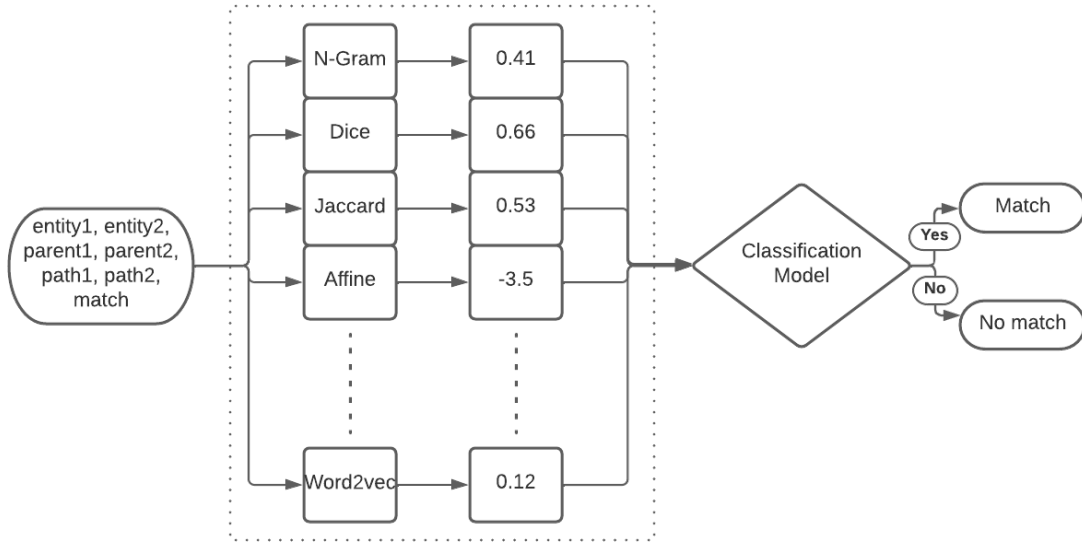 entity1, entity2,
parent1, parent2,
path1, path2,
match
N-Gram
0.41
Dice
0.66
Jaccard
0.53
Affine
-3.5
Word2vec
0.12
Classification
Model
Yes
Match
No
No match